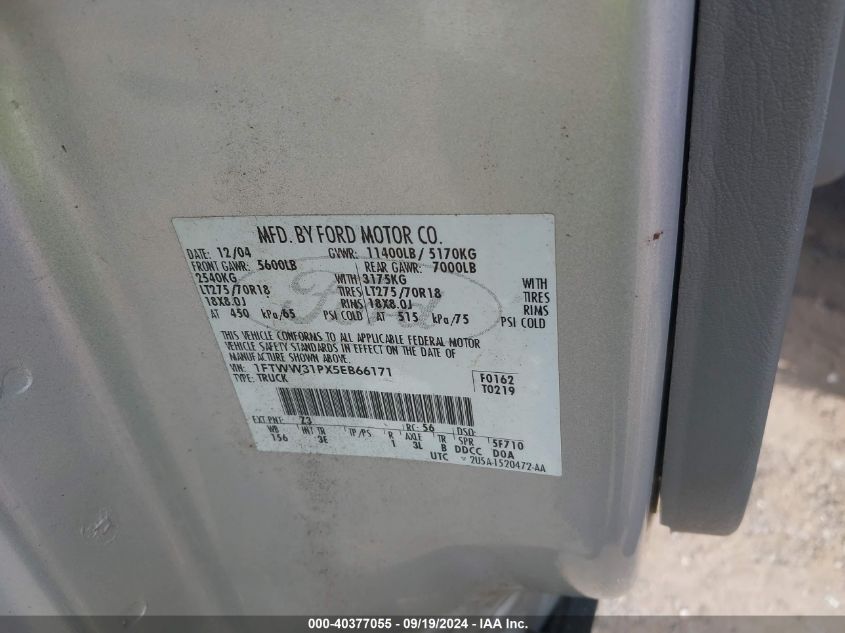 MFD. BY FORD MOTOR CO.
DATE: 12/04 GVWR: 11400LB/ 5170KG
FRONT GAWR: 5600LB REAR GAWR: 7000LB
2540KG WITH 3175KG WITH
LT275/70R18 TIRES LT275/70R18 TIRES
18X8.0J RIMS 18X8.0J RIMS
AT 450 kPa/65 PSI COLD AT 515 kPa/75 PSI COLD
THIS VEHICLE CONFORMS TO ALL APPLICABLE FEDERAL MOTOR
VEHICLE SAFETY STANDARDS IN EFFECT ON THE DATE OF
MANUFACTURE SHOWN ABOVE.
VIN: 1FTWW31PX5EB66171 F0162
TYPE: TRUCK T0219
EXT PNT: Z3 RC: 56 DSO:
WB INT TR TP/PS R AXLE TR SPR 5F710
156 3E 1 3L B DDCC D0A
UTC 2U5A-1520472-AA
Ford
000-40377055 - 09/19/2024 - IAA Inc.